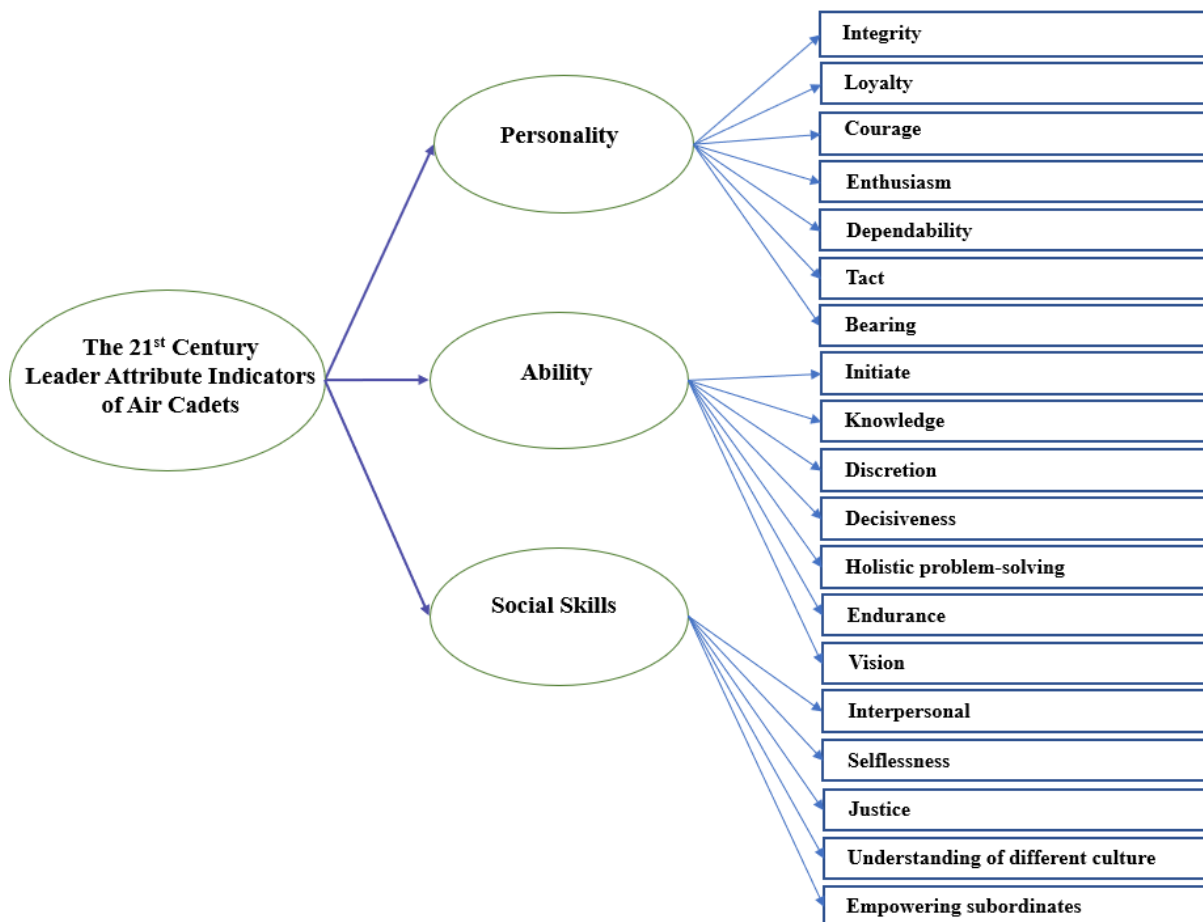 The 21st Century
Leader Attribute Indicators
of Air Cadets
Personality
Ability
Social Skills
Integrity
Loyalty
Courage
Enthusiasm
Dependability
Tact
Bearing
Initiate
Knowledge
Discretion
Decisiveness
Holistic problem-solving
Endurance
Vision
Interpersonal
Selflessness
Justice
Understanding of different culture
Empowering subordinates